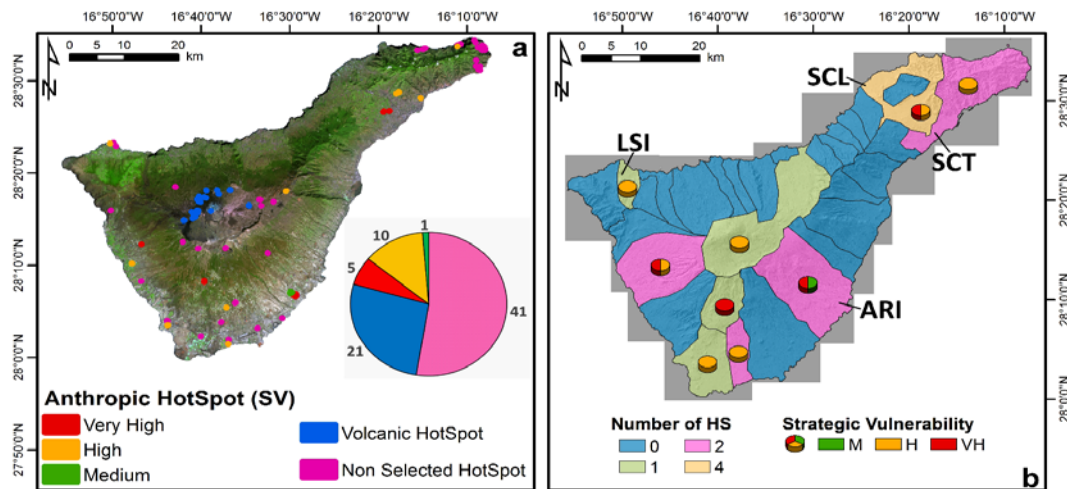 16°50'0"W 16°40'0"W 16°30'0"W 16°20'0"W 16°10'0"W
0 5 10 20
km
a
N
28°30'0"N
28°20'0"N
28°10'0"N
28°0'0"N
27°50'0"N
1
10
5
41
21
Anthropic HotSpot (SV)
Very High
High
Medium
Volcanic HotSpot
Non Selected HotSpot
16°50'0"W 16°40'0"W 16°30'0"W 16°20'0"W 16°10'0"W
0 5 10 20
km
N
SCL
LSI
SCT
ARI
28°30'0"N
28°20'0"N
28°10'0"N
28°0'0"N
Number of HS
0 2
1 4
Strategic Vulnerability
M H VH
b